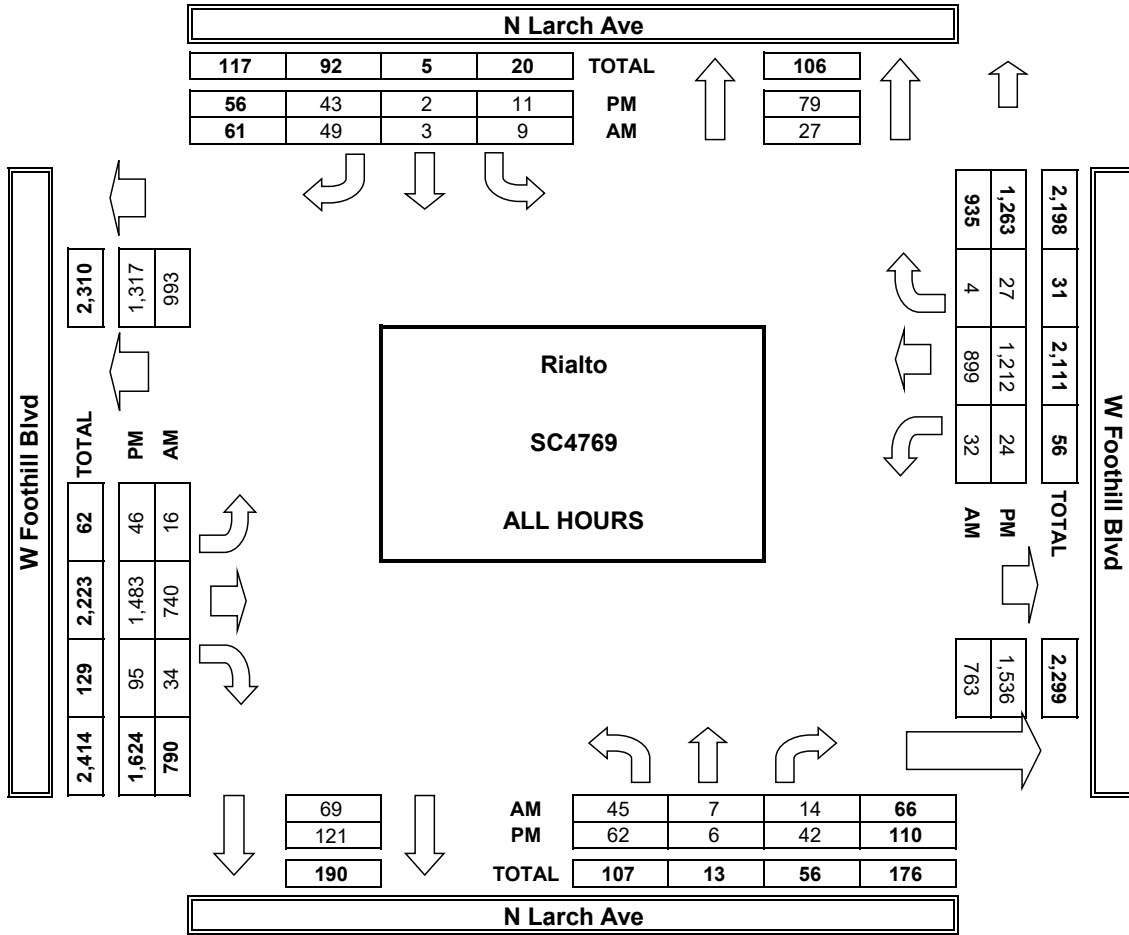 N Larch Ave
117 92 5 20 TOTAL 106
56 43 2 11 PM 79
61 49 3 9 AM 27
W Foothill Blvd
2,310
1,317
993
TOTAL PM AM
62 46 16
2,223 1,483 740
129 95 34
2,414 1,624 790
Rialto
SC4769
ALL HOURS
935 1,263 2,198
4 27 31
899 1,212 2,111
32 24 56
AM PM TOTAL
763 1,536 2,299
W Foothill Blvd
69 AM 45 7 14 66
121 PM 62 6 42 110
190 TOTAL 107 13 56 176
N Larch Ave